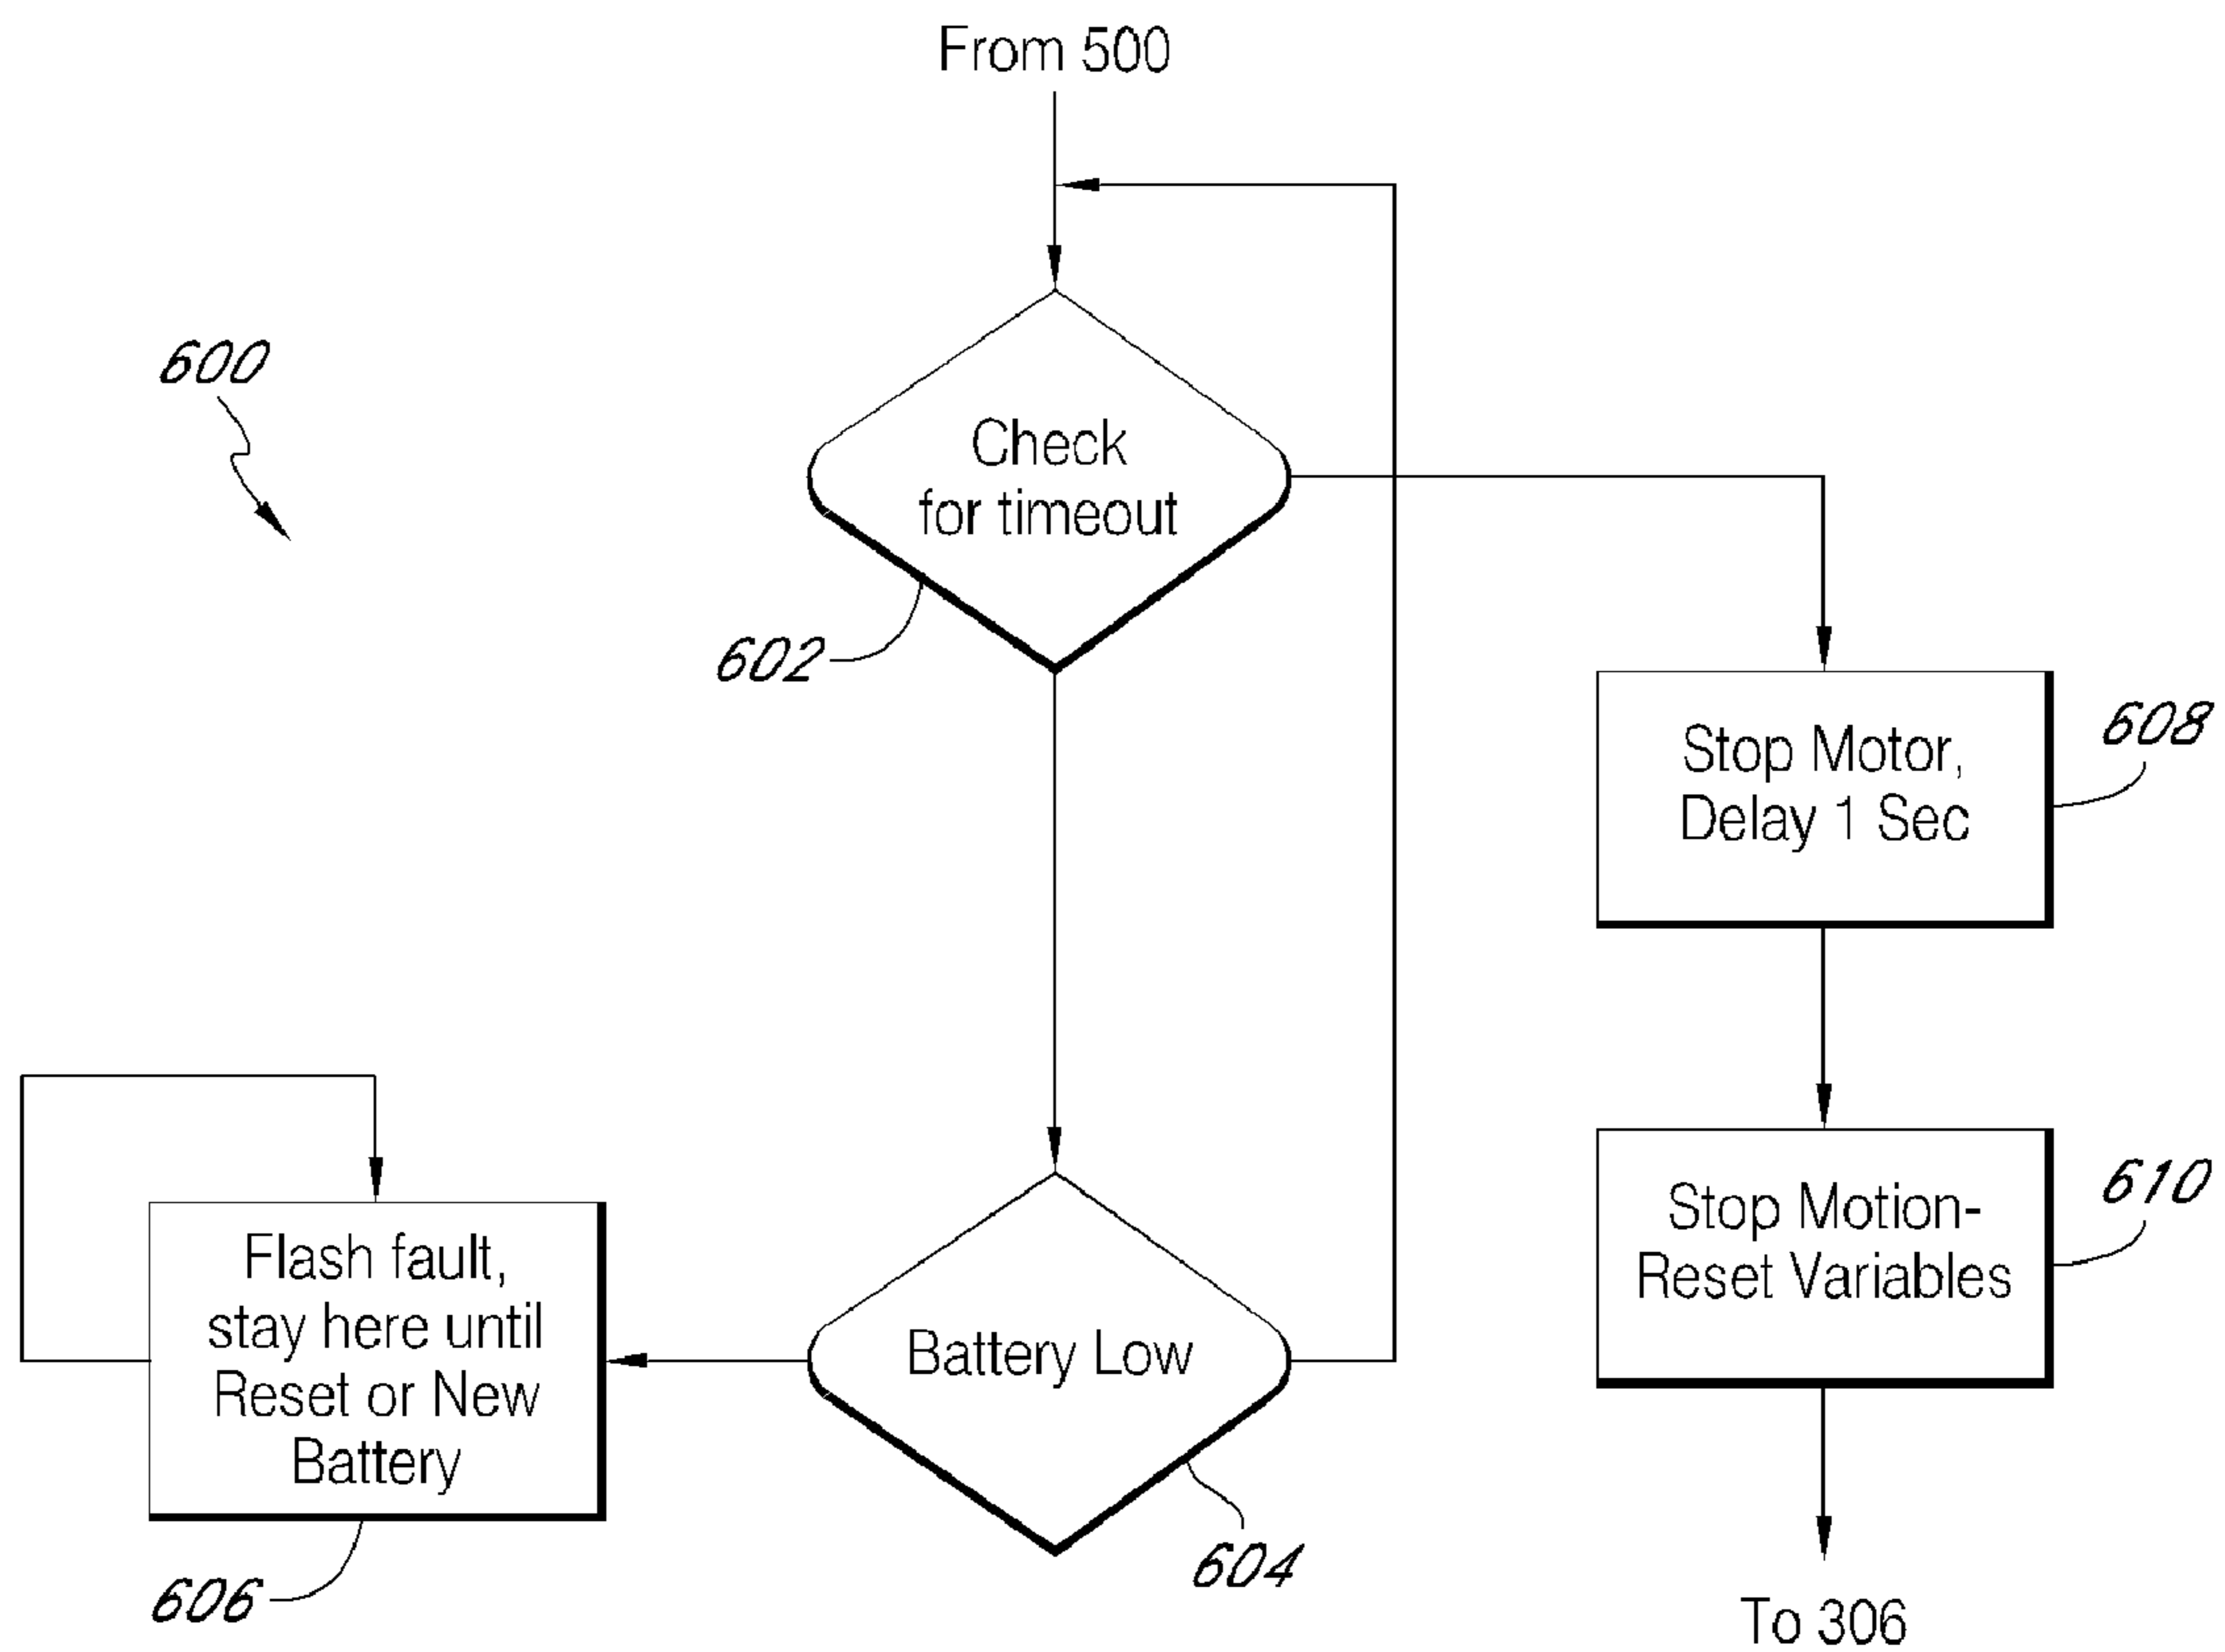 From 500
600
Check
for timeout
602
Stop Motor,
Delay 1 Sec
608
Stop Motion-
Reset Variables
610
Flash fault,
stay here until
Reset or New
Battery
606
Battery Low
604
To 306